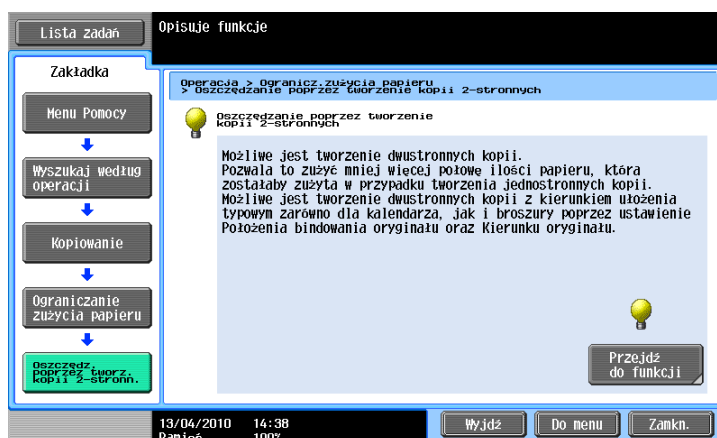 Lista zadań
Opisuje funkcje
Zakładka
Menu Pomocy
Wyszukaj według
operacji
Kopiowanie
Ograniczanie
zużycia papieru
Oszczędz.
poprzez tworz.
kopii 2-stronn.
Operacja > Ogranicz.zużycia papieru
> Oszczędzanie poprzez tworzenie kopii 2-stronnych
Oszczędzanie poprzez tworzenie
kopii 2-stronnych
Możliwe jest tworzenie dwustronnych kopii.
Pozwala to zużyć mniej więcej połowę ilości papieru, która
zostałaby zużyta w przypadku tworzenia jednostronnych kopii.
Możliwe jest tworzenie dwustronnych kopii z kierunkiem ułożenia
typowym zarówno dla kalendarza, jak i broszury poprzez ustawienie
Położenia bindowania oryginału oraz Kierunku oryginału.
Przejdź
do funkcji
13/04/2010 14:38
Pamięć 100%
Wyjdź
Do menu
Zamkn.